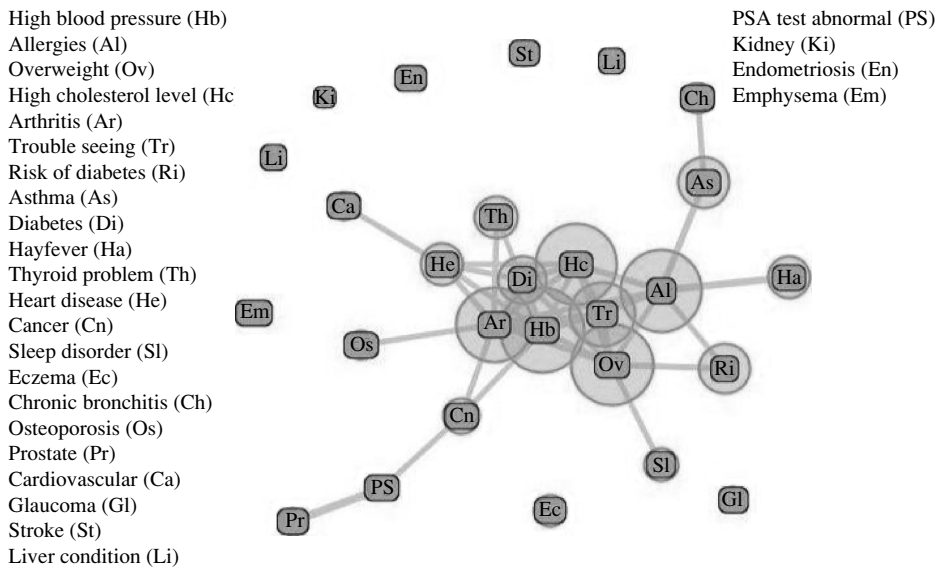 High blood pressure (Hb)
Allergies (Al)
Overweight (Ov)
High cholesterol level (Hc
Arthritis (Ar)
Trouble seeing (Tr)
Risk of diabetes (Ri)
Asthma (As)
Diabetes (Di)
Hayfever (Ha)
Thyroid problem (Th)
Heart disease (He)
Cancer (Cn)
Sleep disorder (Sl)
Eczema (Ec)
Chronic bronchitis (Ch)
Osteoporosis (Os)
Prostate (Pr)
Cardiovascular (Ca)
Glaucoma (Gl)
Stroke (St)
Liver condition (Li)
PSA test abnormal (PS)
Kidney (Ki)
Endometriosis (En)
Emphysema (Em)
St
Li
En
Ki
Ch
Li
As
Ca
Th
He
Hc
Di
Ha
Al
Em
Tr
Ar
Hb
Os
Ov
Ri
Cn
Sl
PS
Gl
Ec
Pr